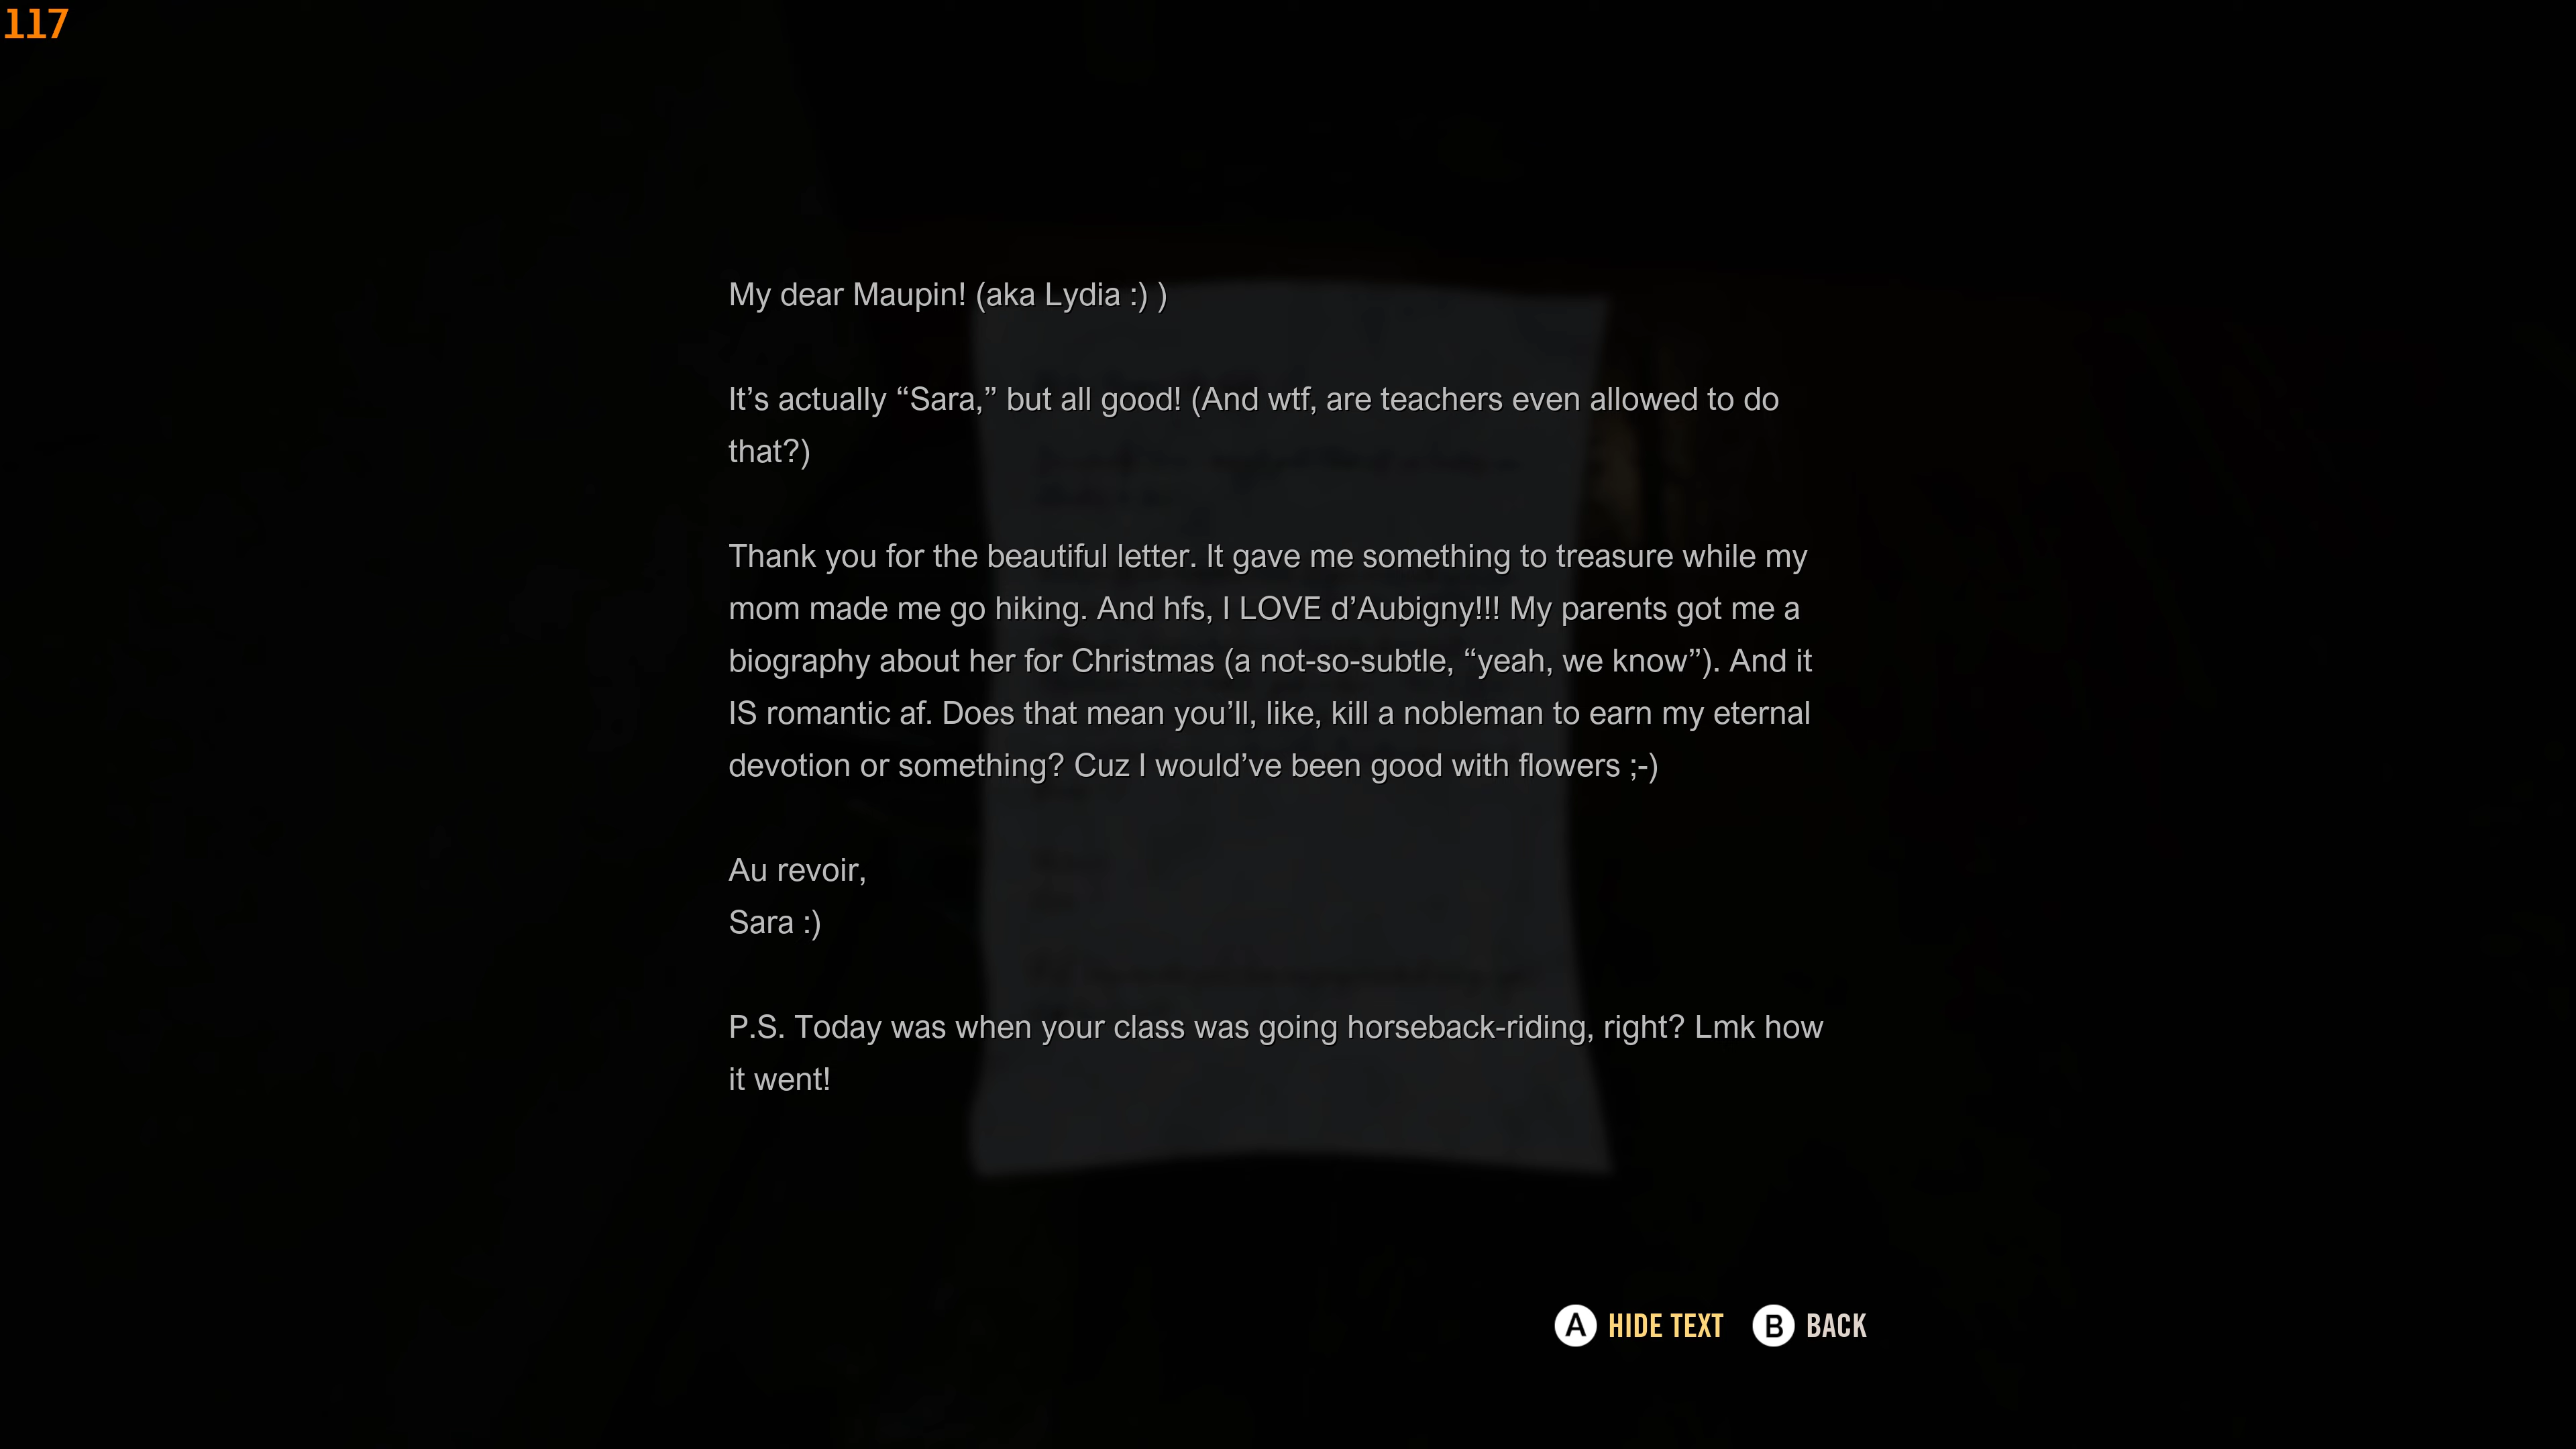 117
My dear Maupin! (aka Lydia :) )
It’s actually “Sara,” but all good! (And wtf, are teachers even allowed to do
that?)
Thank you for the beautiful letter. It gave me something to treasure while my
mom made me go hiking. And hfs, I LOVE d’Aubigny!!! My parents got me a
biography about her for Christmas (a not-so-subtle, “yeah, we know”). And it
IS romantic af. Does that mean you’ll, like, kill a nobleman to earn my eternal
devotion or something? Cuz I would’ve been good with flowers ;-)
Au revoir,
Sara :)
P.S. Today was when your class was going horseback-riding, right? Lmk how
it went!
A HIDE TEXT B BACK